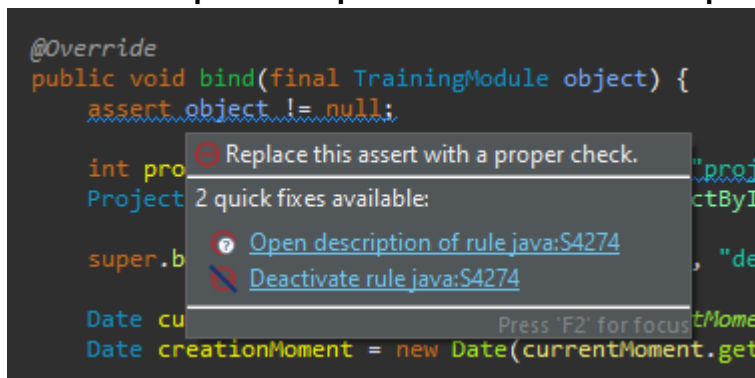 @Override
public void bind(final TrainingModule object) {
assert object != null;
Replace this assert with a proper check.
int
Project
2 quick fixes available:
Open description of rule java:S4274
super.b
Deactivate rule java:S4274
Date
Press 'F2' for focus
Date creationMoment = new Date(currentMoment.get